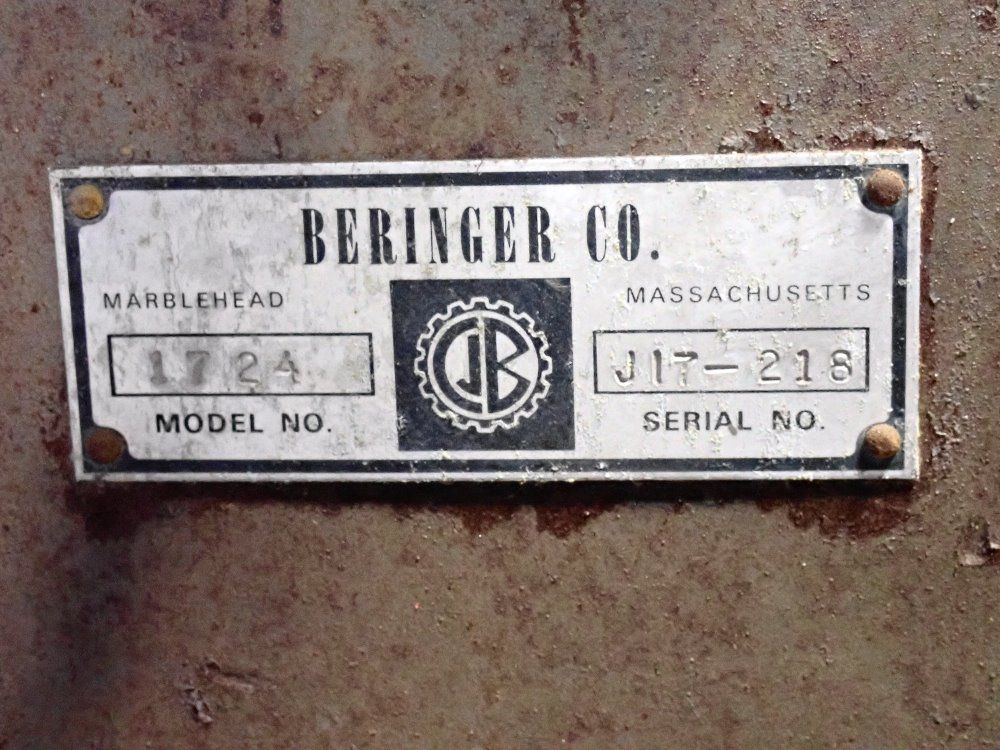 BERINGER CO.
MARBLEHEAD MASSACHUSETTS
JB
1724 J17-218
MODEL NO. SERIAL NO.